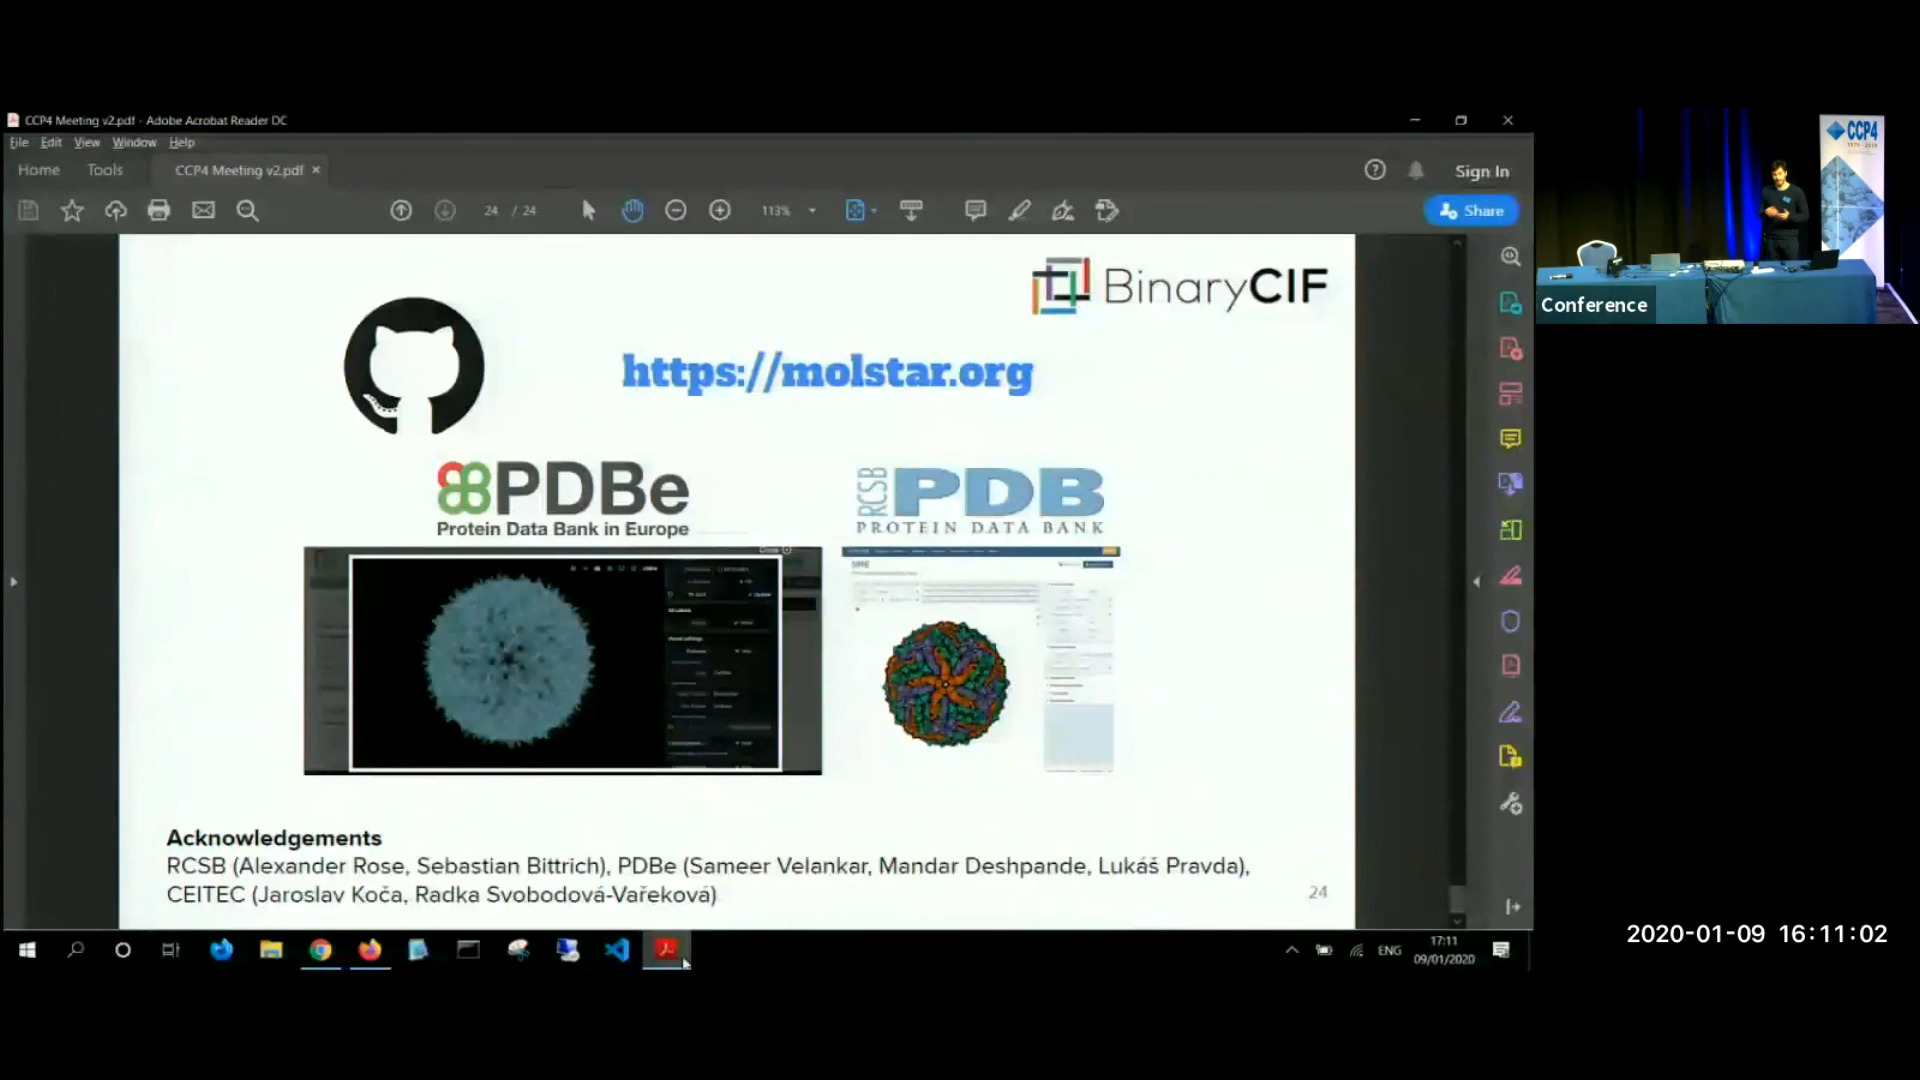 CCP4 Meeting v2.pdf - Adobe Acrobat Reader DC
File Edit View Window Help
Home Tools CCP4 Meeting v2.pdf ×
Sign In
24 / 24
113%
Share
BinaryCIF
https://molstar.org
PDBe
Protein Data Bank in Europe
RCSB PDB
PROTEIN DATA BANK
Acknowledgements
RCSB (Alexander Rose, Sebastian Bittrich), PDBe (Sameer Velankar, Mandar Deshpande, Lukáš Pravda),
CEITEC (Jaroslav Koča, Radka Svobodová-Vařeková)
24
ENG
17:11
09/01/2020
CCP4
Conference
2020-01-09 16:11:02